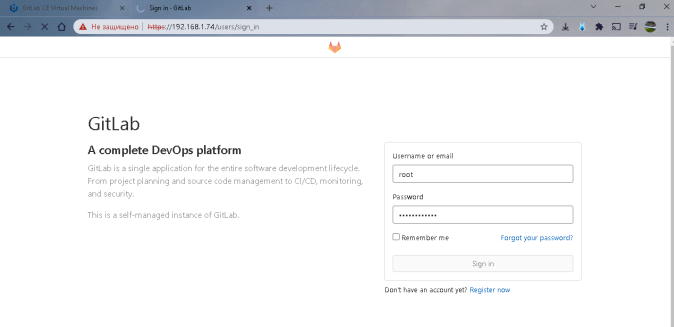 GitLab CE Virtual Machines
Sign in · GitLab
Не защищено | https://192.168.1.74/users/sign_in
GitLab
A complete DevOps platform
GitLab is a single application for the entire software development lifecycle.
From project planning and source code management to CI/CD, monitoring,
and security.
This is a self-managed instance of GitLab.
Username or email
root
Password
••••••••••••
Remember me
Forgot your password?
Sign in
Don't have an account yet? Register now